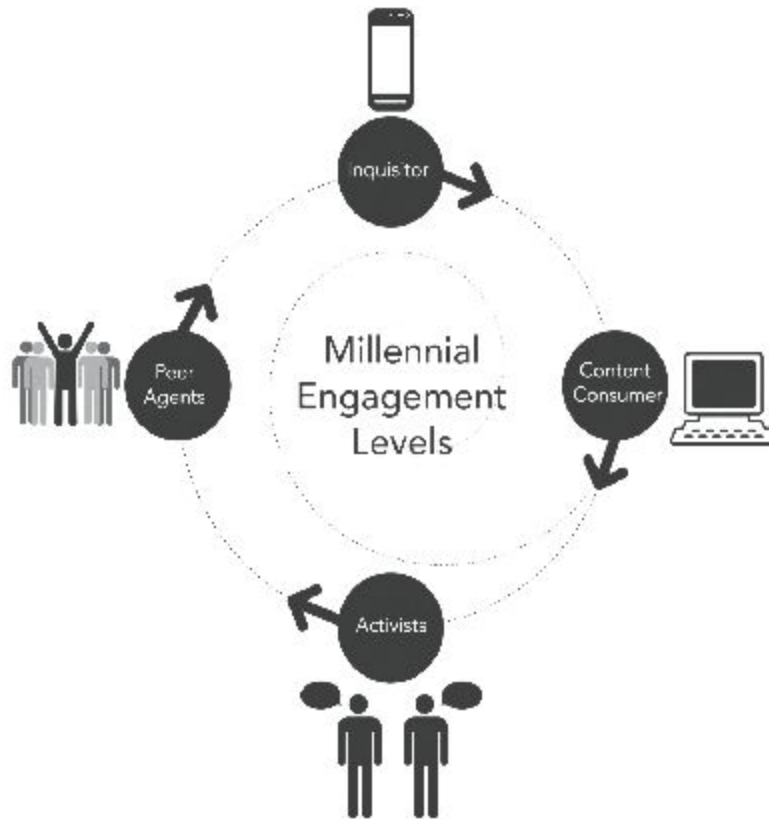 Inquisitor
Millennial
Engagement
Levels
Content
Consumer
Peer
Agents
Activists